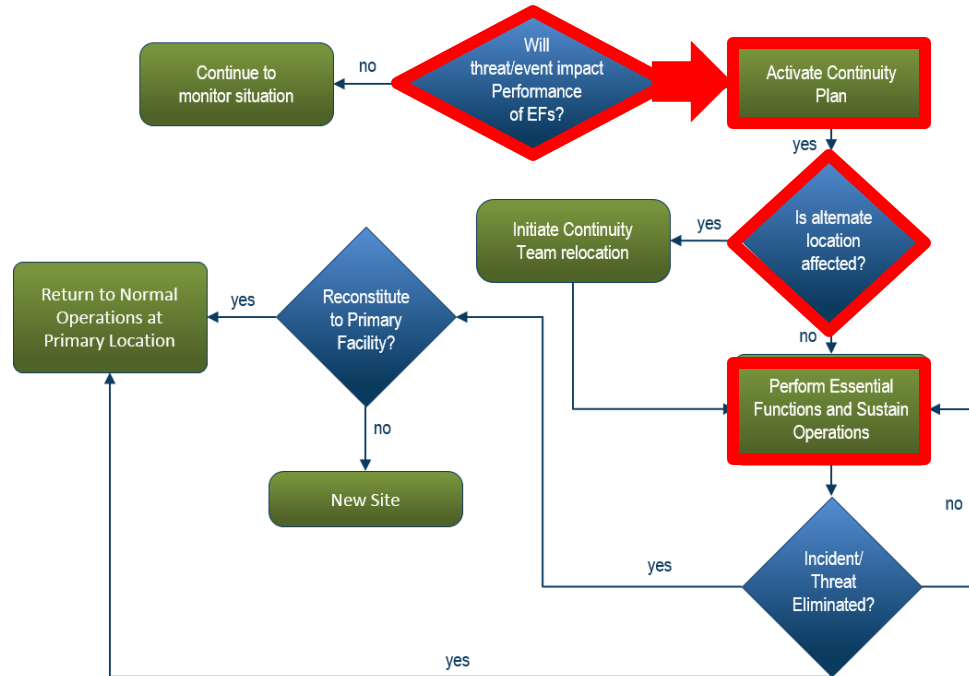 Will
threat/event impact
Performance
of EFs?
no
Continue to
monitor situation
Activate Continuity
Plan
yes
Is alternate
location
affected?
yes
Initiate Continuity
Team relocation
no
Perform Essential
Functions and Sustain
Operations
Reconstitute
to Primary
Facility?
yes
Return to Normal
Operations at
Primary Location
no
New Site
Incident/
Threat
Eliminated?
no
yes
yes